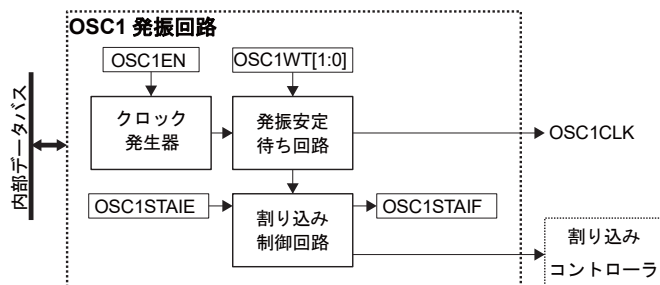 OSC1 発振回路
OSC1EN
OSC1WT[1:0]
内部データバス
クロック
発生器
発振安定
待ち回路
OSC1CLK
OSC1STAIE
割り込み
制御回路
OSC1STAIF
割り込み
コントローラ